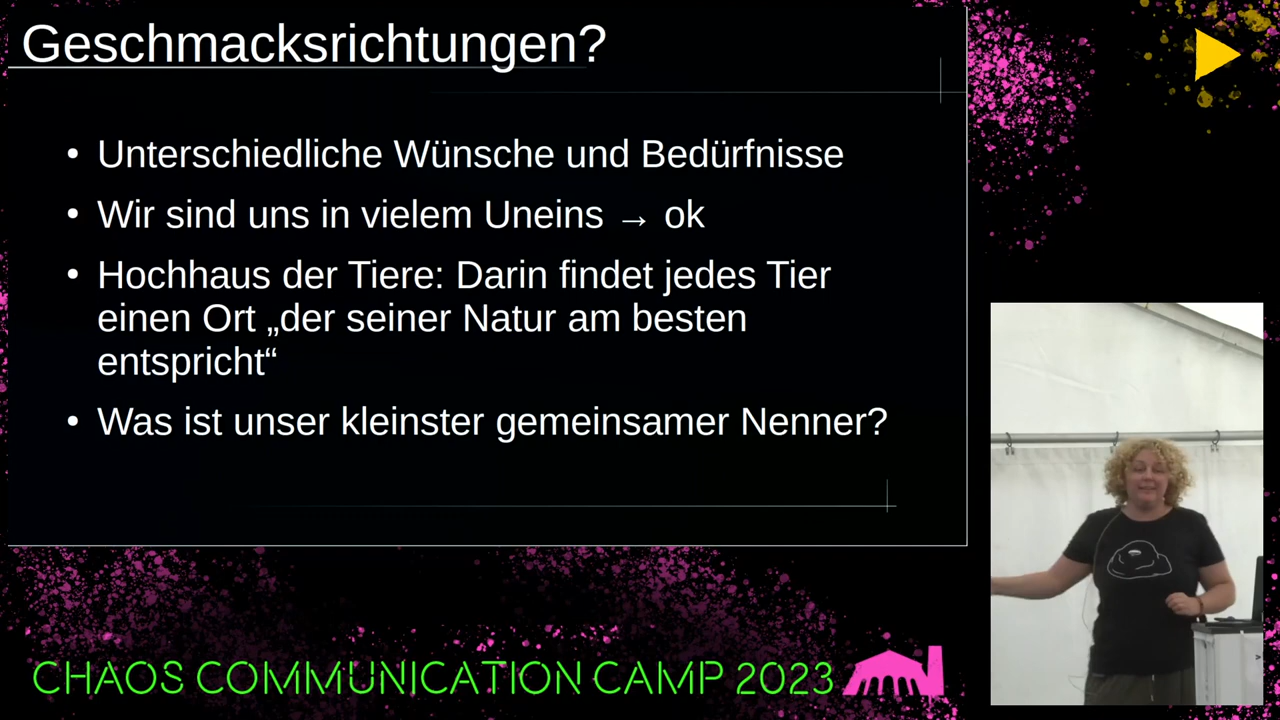 Geschmacksrichtungen?
• Unterschiedliche Wünsche und Bedürfnisse
• Wir sind uns in vielem Uneins → ok
• Hochhaus der Tiere: Darin findet jedes Tier
einen Ort „der seiner Natur am besten
entspricht“
• Was ist unser kleinster gemeinsamer Nenner?
CHAOS COMMUNICATION CAMP 2023